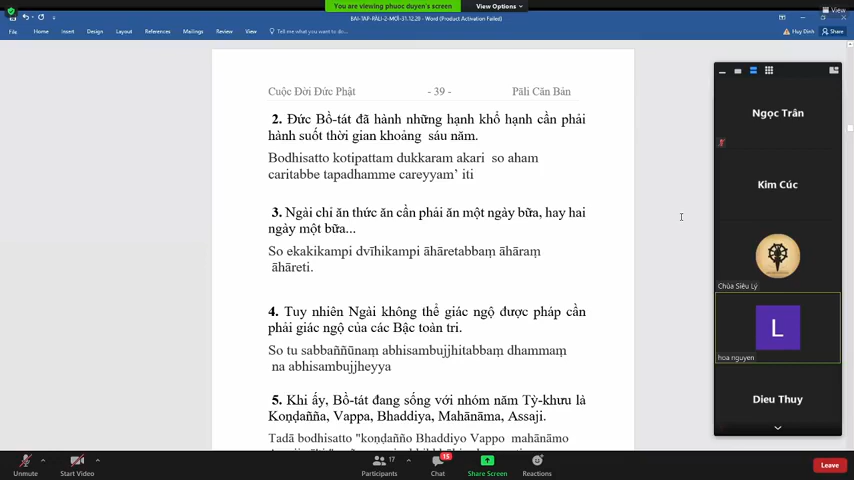 You are viewing phuoc duyen's screen
View Options
View
BAI-TAP-PALI-2-MOI-31.12.20 - Word (Product Activation Failed)
File Home Insert Design Layout References Mailings Review View Tell me what you want to do...
Huy Dinh Share
Cuộc Đời Đức Phật - 39 - Pāli Căn Bản
2. Đức Bồ-tát đã hành những hạnh khổ hạnh cần phải
hành suốt thời gian khoảng sáu năm.
Bodhisatto kotipattam dukkaram akari so aham
caritabbe tapadhamme careyyam' iti
3. Ngài chỉ ăn thức ăn cần phải ăn một ngày bữa, hay hai
ngày một bữa...
So ekakikampi dvīhikampi āhāretabbaṃ āhāraṃ
āhāreti.
4. Tuy nhiên Ngài không thể giác ngộ được pháp cần
phải giác ngộ của các Bậc toàn tri.
So tu sabbaññūnaṃ abhisambujjhitabbaṃ dhammaṃ
na abhisambujjheyya
5. Khi ấy, Bồ-tát đang sống với nhóm năm Tỳ-khưu là
Koṇḍañña, Vappa, Bhaddiya, Mahānāma, Assaji.
Tadā bodhisatto "koṇḍañño Bhaddiyo Vappo mahānāmo
Ngọc Trân
Kim Cúc
Chùa Siêu Lý
L
hoa nguyen
Dieu Thuy
Unmute
Start Video
17
Participants
15
Chat
Share Screen
Reactions
Leave